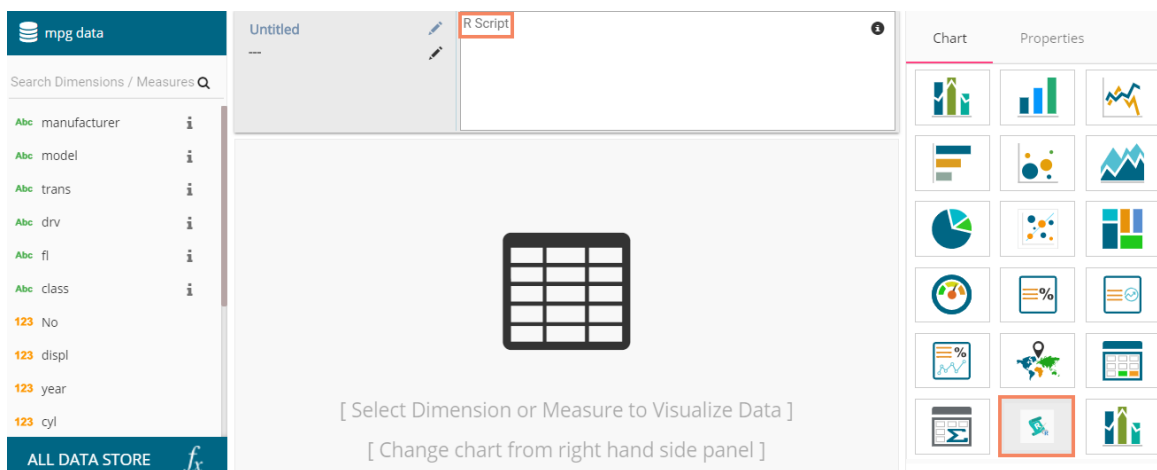 mpg data
Search Dimensions / Measures
Abc manufacturer
Abc model
Abc trans
Abc drv
Abc fl
Abc class
123 No
123 displ
123 year
123 cyl
ALL DATA STORE fx
Untitled
---
R Script
[ Select Dimension or Measure to Visualize Data ]
[ Change chart from right hand side panel ]
Chart Properties
%
%